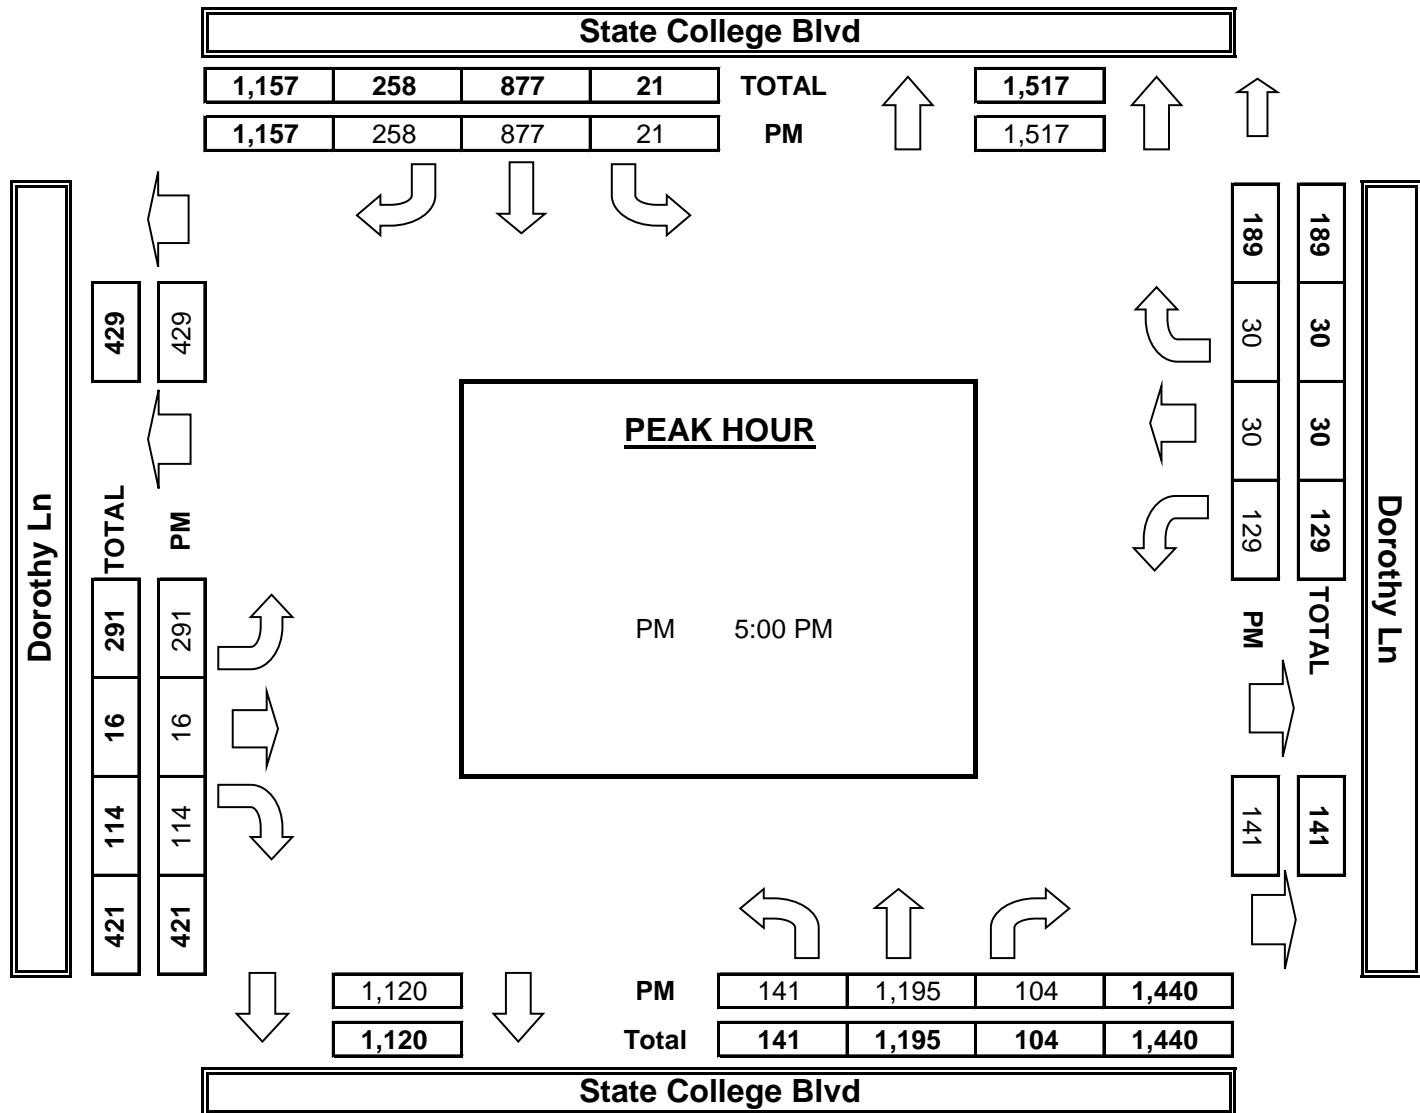 State College Blvd
1,157 258 877 21 TOTAL 1,517
1,157 258 877 21 PM 1,517
Dorothy Ln
429 429
TOTAL PM
291 291
16 16
114 114
421 421
PEAK HOUR
PM 5:00 PM
189 189
30 30
30 30
129 129
PM TOTAL
141 141
Dorothy Ln
1,120 PM 141 1,195 104 1,440
1,120 Total 141 1,195 104 1,440
State College Blvd